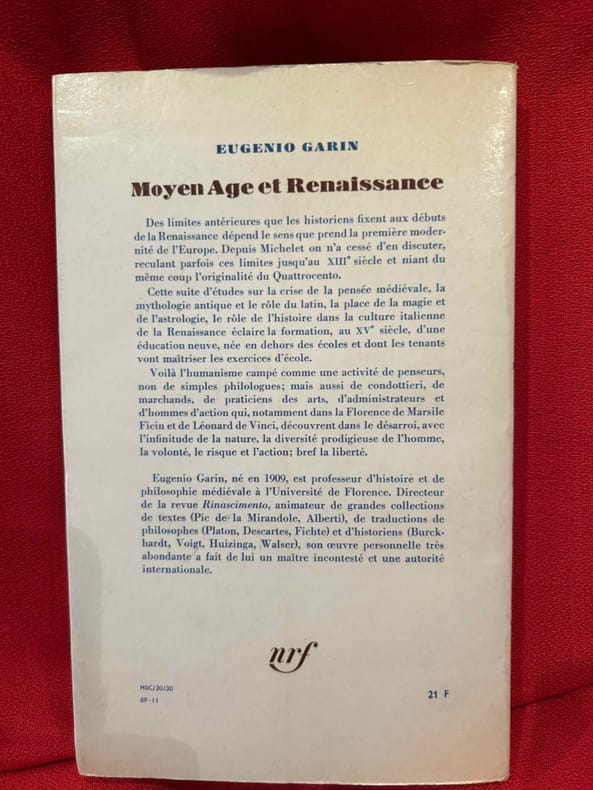 EUGENIO GARIN
Moyen Age et Renaissance
Des limites antérieures que les historiens fixent aux débuts
de la Renaissance dépend le sens que prend la première moder-
nité de l'Europe. Depuis Michelet on n'a cessé d'en discuter,
reculant parfois ces limites jusqu'au XIIIe siècle et niant du
même coup l'originalité du Quattrocento.
Cette suite d'études sur la crise de la pensée médiévale, la
mythologie antique et le rôle du latin, la place de la magie et
de l'astrologie, le rôle de l'histoire dans la culture italienne
de la Renaissance éclaire la formation, au XVe siècle, d'une
éducation neuve, née en dehors des écoles et dont les tenants
vont maîtriser les exercices d'école.
Voilà l'humanisme campé comme une activité de penseurs,
non de simples philologues; mais aussi de condottieri, de
marchands, de praticiens des arts, d'administrateurs et
d'hommes d'action qui, notamment dans la Florence de Marsile
Ficin et de Léonard de Vinci, découvrent dans le désarroi, avec
l'infinitude de la nature, la diversité prodigieuse de l'homme,
la volonté, le risque et l'action; bref la liberté.
Eugenio Garin, né en 1909, est professeur d'histoire et de
philosophie médiévale à l'Université de Florence. Directeur
de la revue Rinascimento, animateur de grandes collections
de textes (Pic de la Mirandole, Alberti), de traductions de
philosophes (Platon, Descartes, Fichte) et d'historiens (Burck-
hardt, Voigt, Huizinga, Walser), son œuvre personnelle très
abondante a fait de lui un maître incontesté et une autorité
internationale.
nrf
HSC/20/20
69-11
21 F